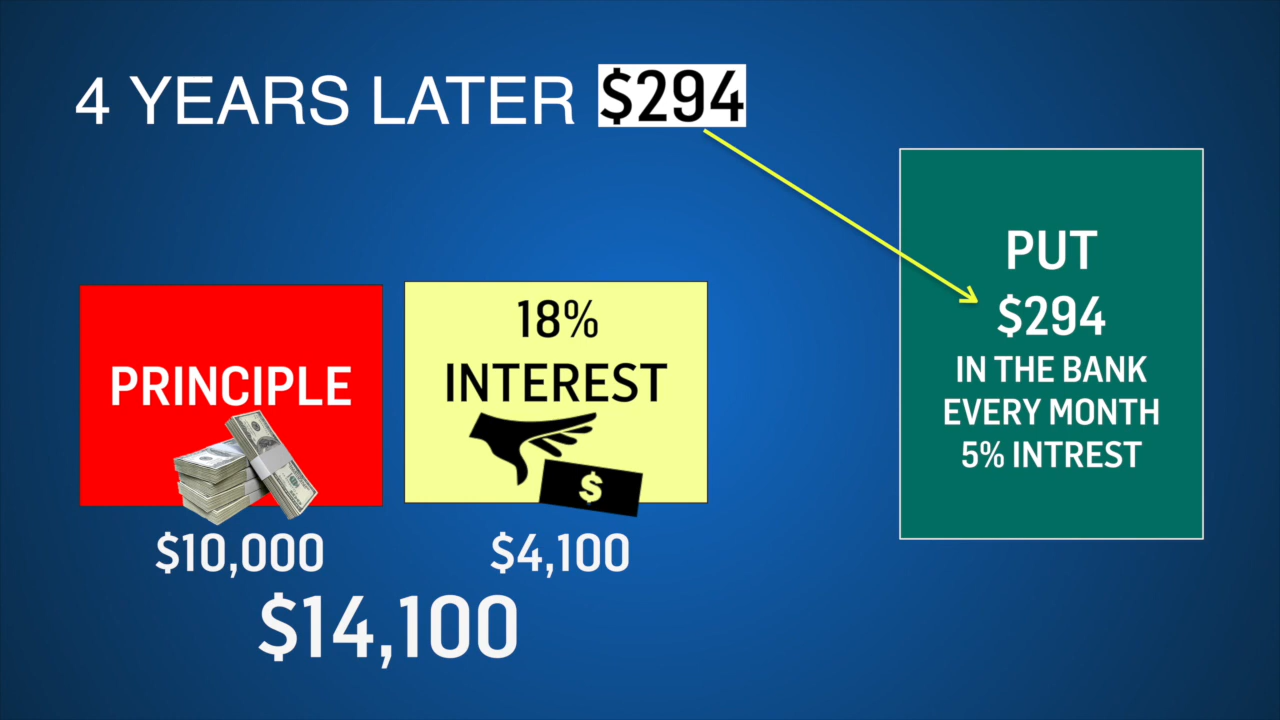 4 YEARS LATER $294
PRINCIPLE
$10,000
18%
INTEREST
$
$4,100
$14,100
PUT
$294
IN THE BANK
EVERY MONTH
5% INTREST